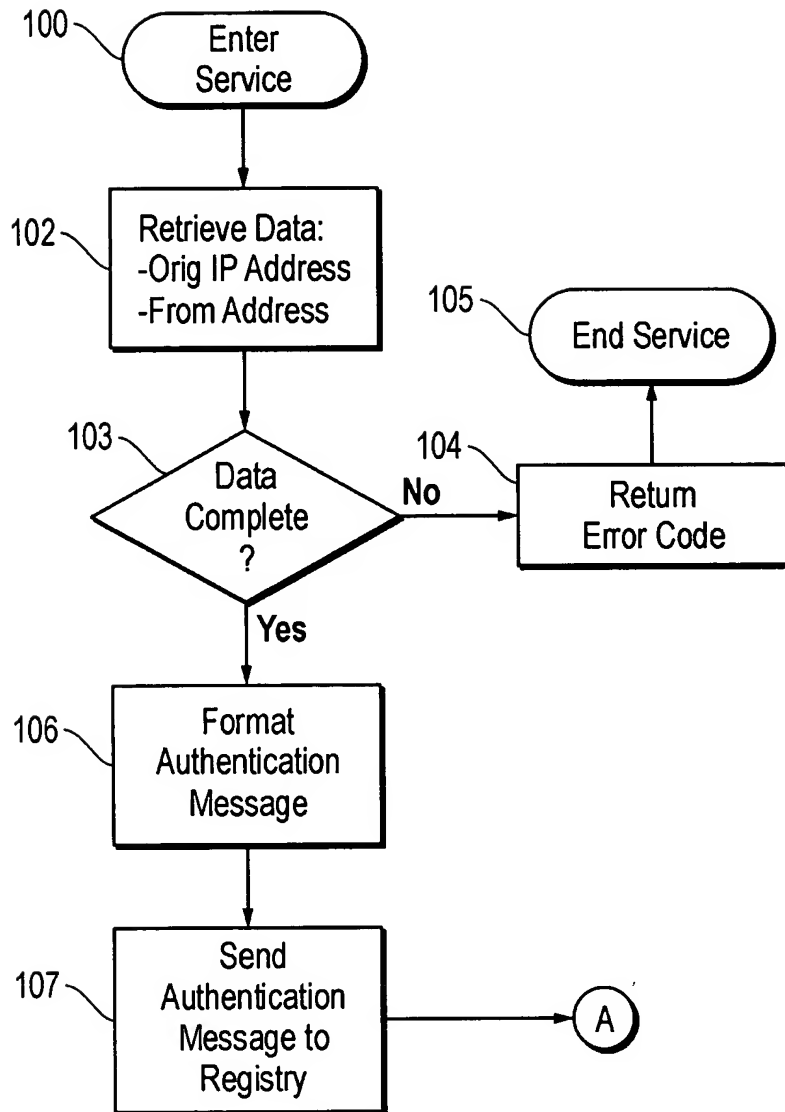 100
Enter
Service
102
Retrieve Data:
-Orig IP Address
-From Address
105
End Service
103
Data
Complete
?
No
104
Return
Error Code
Yes
106
Format
Authentication
Message
107
Send
Authentication
Message to
Registry
A